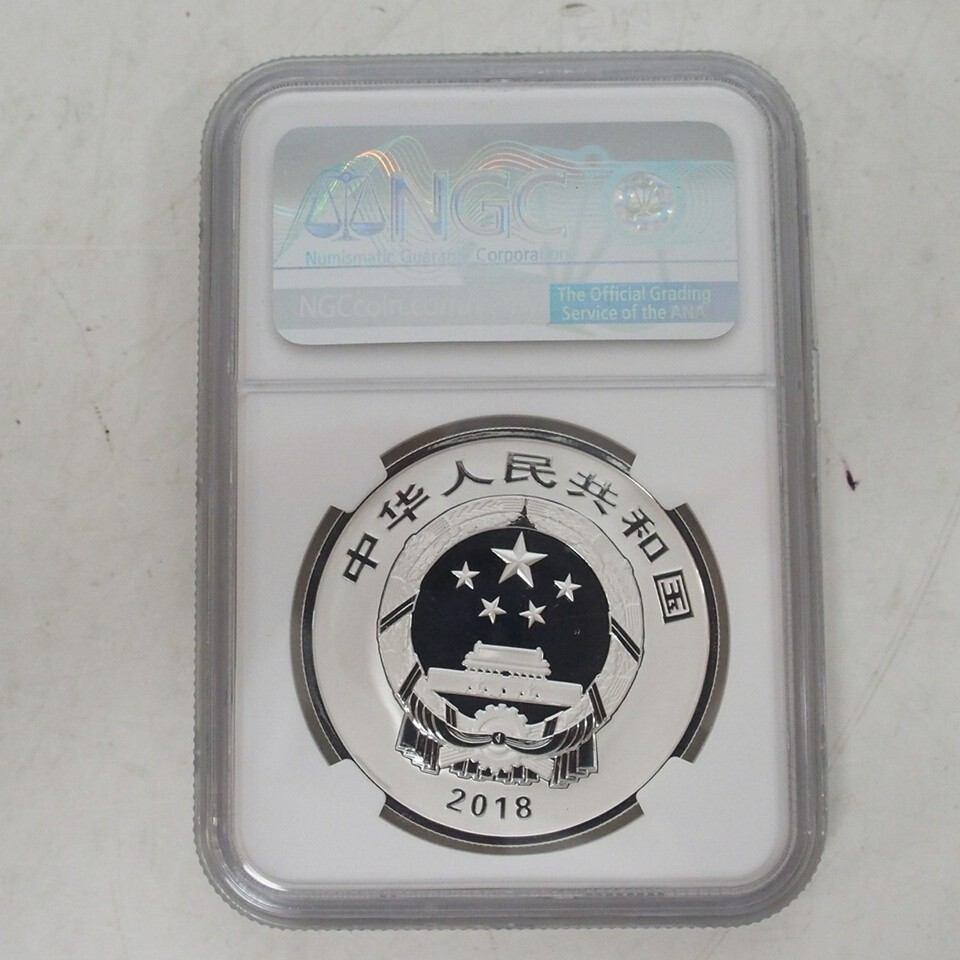 NGC
Numismatic Guaranty Corporation
NGCcoin.com
The Official Grading
Service of the ANA
中华人民共和国
2018